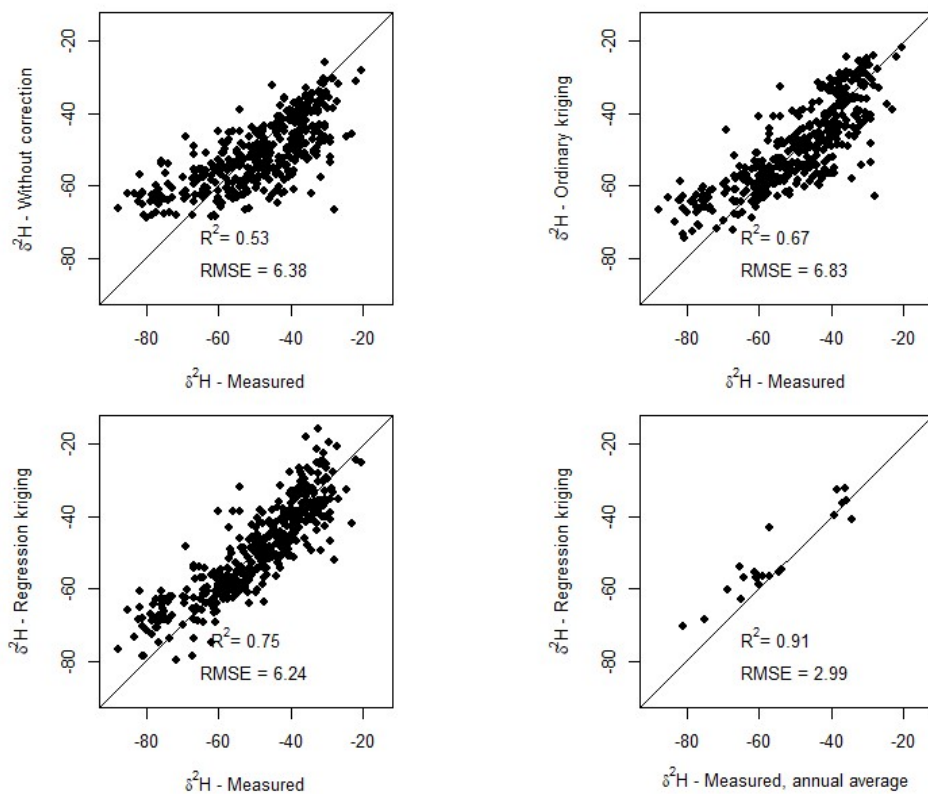 δ²H - Without correction
-20
-40
-60
-80
R²= 0.53
RMSE = 6.38
-80 -60 -40 -20
δ²H - Measured
δ²H - Ordinary kriging
-20
-40
-60
-80
R²= 0.67
RMSE = 6.83
-80 -60 -40 -20
δ²H - Measured
δ²H - Regression kriging
-20
-40
-60
-80
R²= 0.75
RMSE = 6.24
-80 -60 -40 -20
δ²H - Measured
δ²H - Regression kriging
-20
-40
-60
-80
R²= 0.91
RMSE = 2.99
-80 -60 -40 -20
δ²H - Measured, annual average